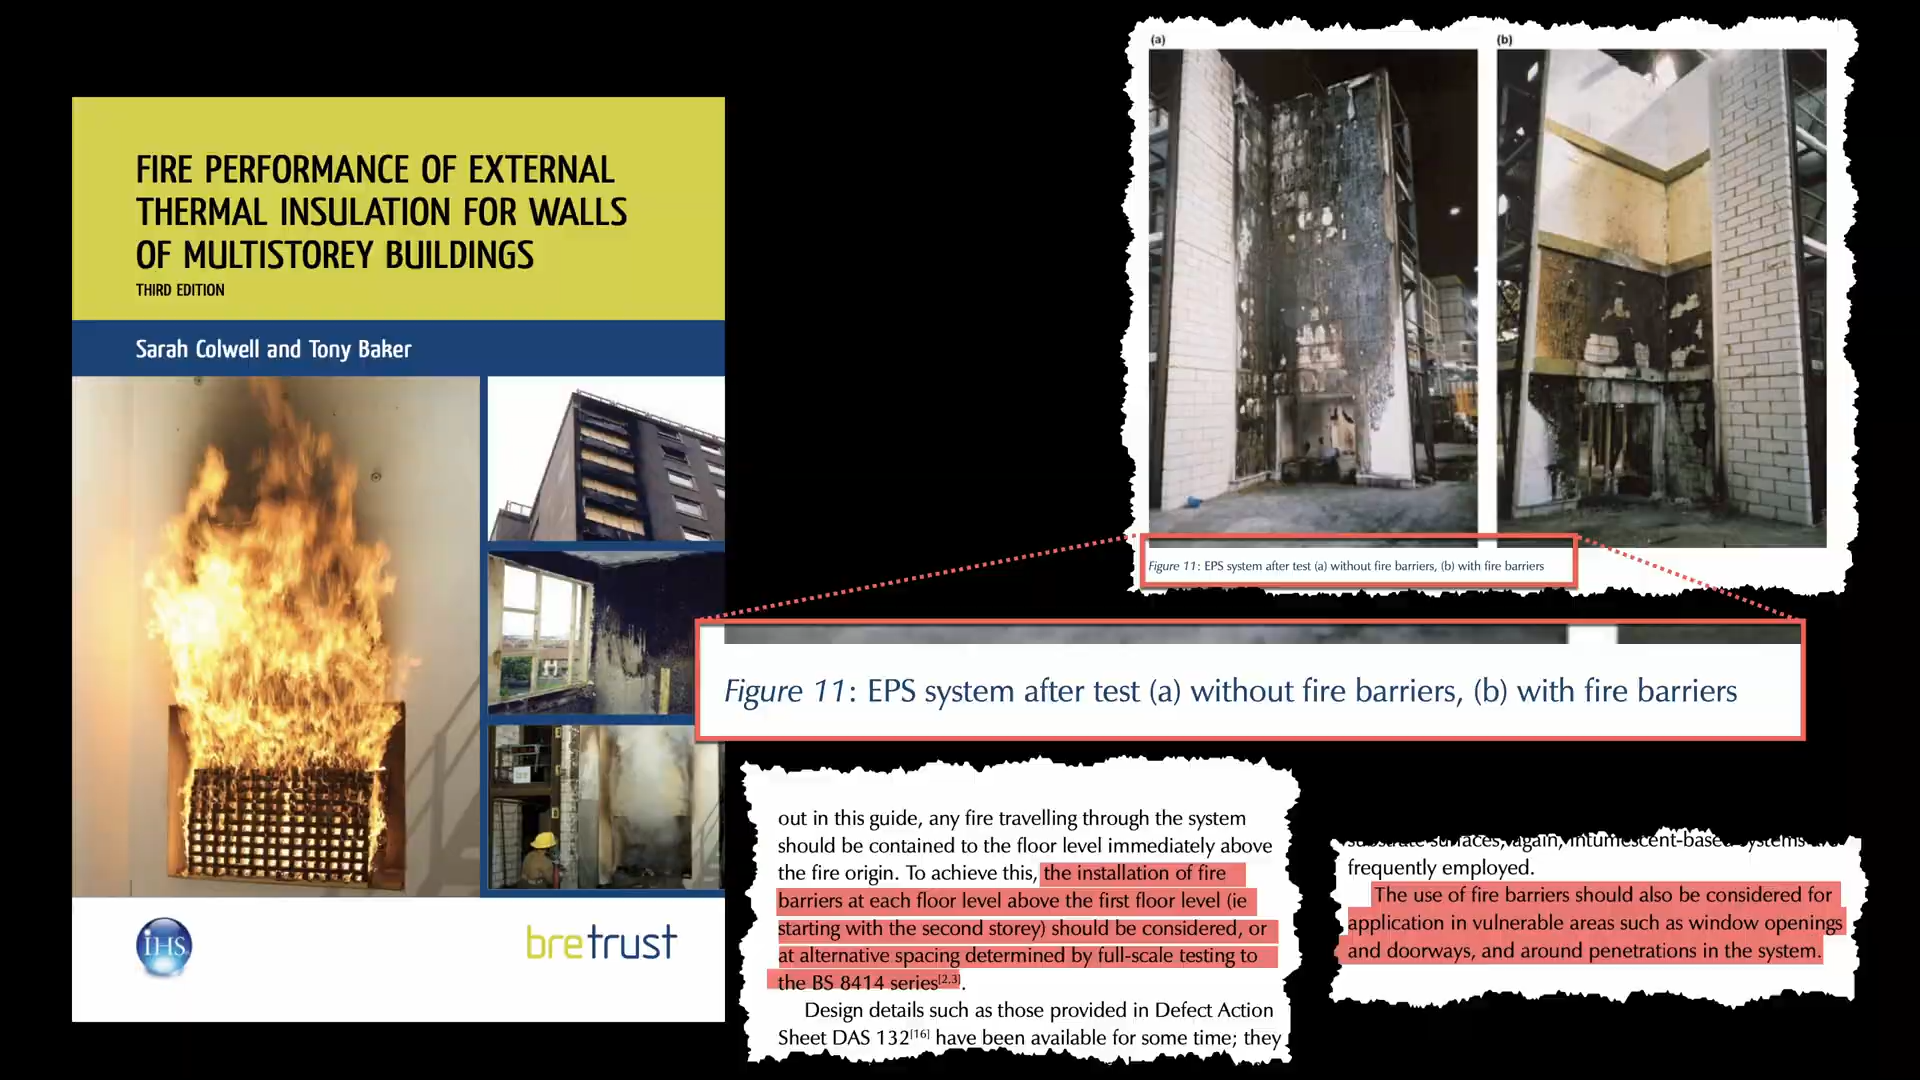 FIRE PERFORMANCE OF EXTERNAL
THERMAL INSULATION FOR WALLS
OF MULTISTOREY BUILDINGS
THIRD EDITION
Sarah Colwell and Tony Baker
IHS
bretrust
(a)
(b)
Figure 11: EPS system after test (a) without fire barriers, (b) with fire barriers
Figure 11: EPS system after test (a) without fire barriers, (b) with fire barriers
out in this guide, any fire travelling through the system
should be contained to the floor level immediately above
the fire origin. To achieve this, the installation of fire
barriers at each floor level above the first floor level (ie
starting with the second storey) should be considered, or
at alternative spacing determined by full-scale testing to
the BS 8414 series[2,3].
Design details such as those provided in Defect Action
Sheet DAS 132[16] have been available for some time; they
substrate surfaces, again, intumescent-based systems are
frequently employed.
The use of fire barriers should also be considered for
application in vulnerable areas such as window openings
and doorways, and around penetrations in the system.